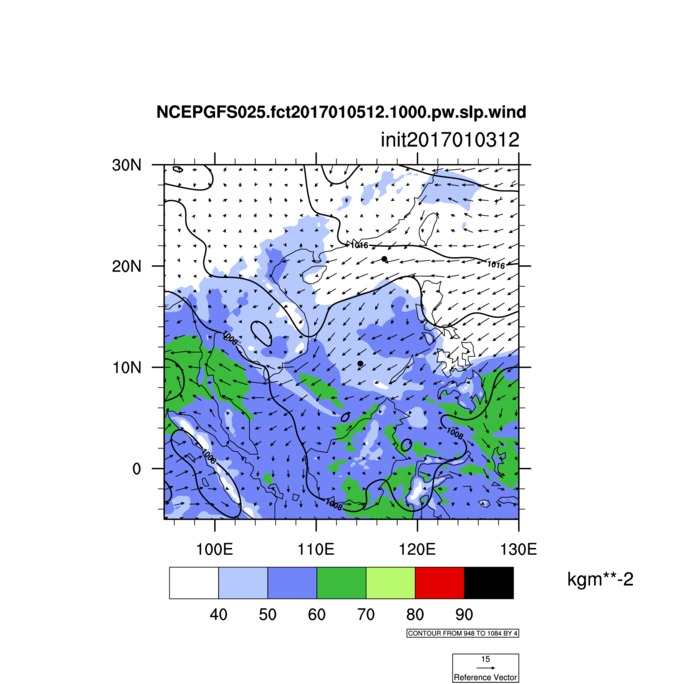 NCEPGFS025.fct2017010512.1000.pw.slp.wind
init2017010312
30N
1016
20N
1016
1008
10N
1008
1008
0
1008
100E
110E
120E
130E
kgm**-2
40
50
60
70
80
90
CONTOUR FROM 948 TO 1084 BY 4
15
Reference Vector